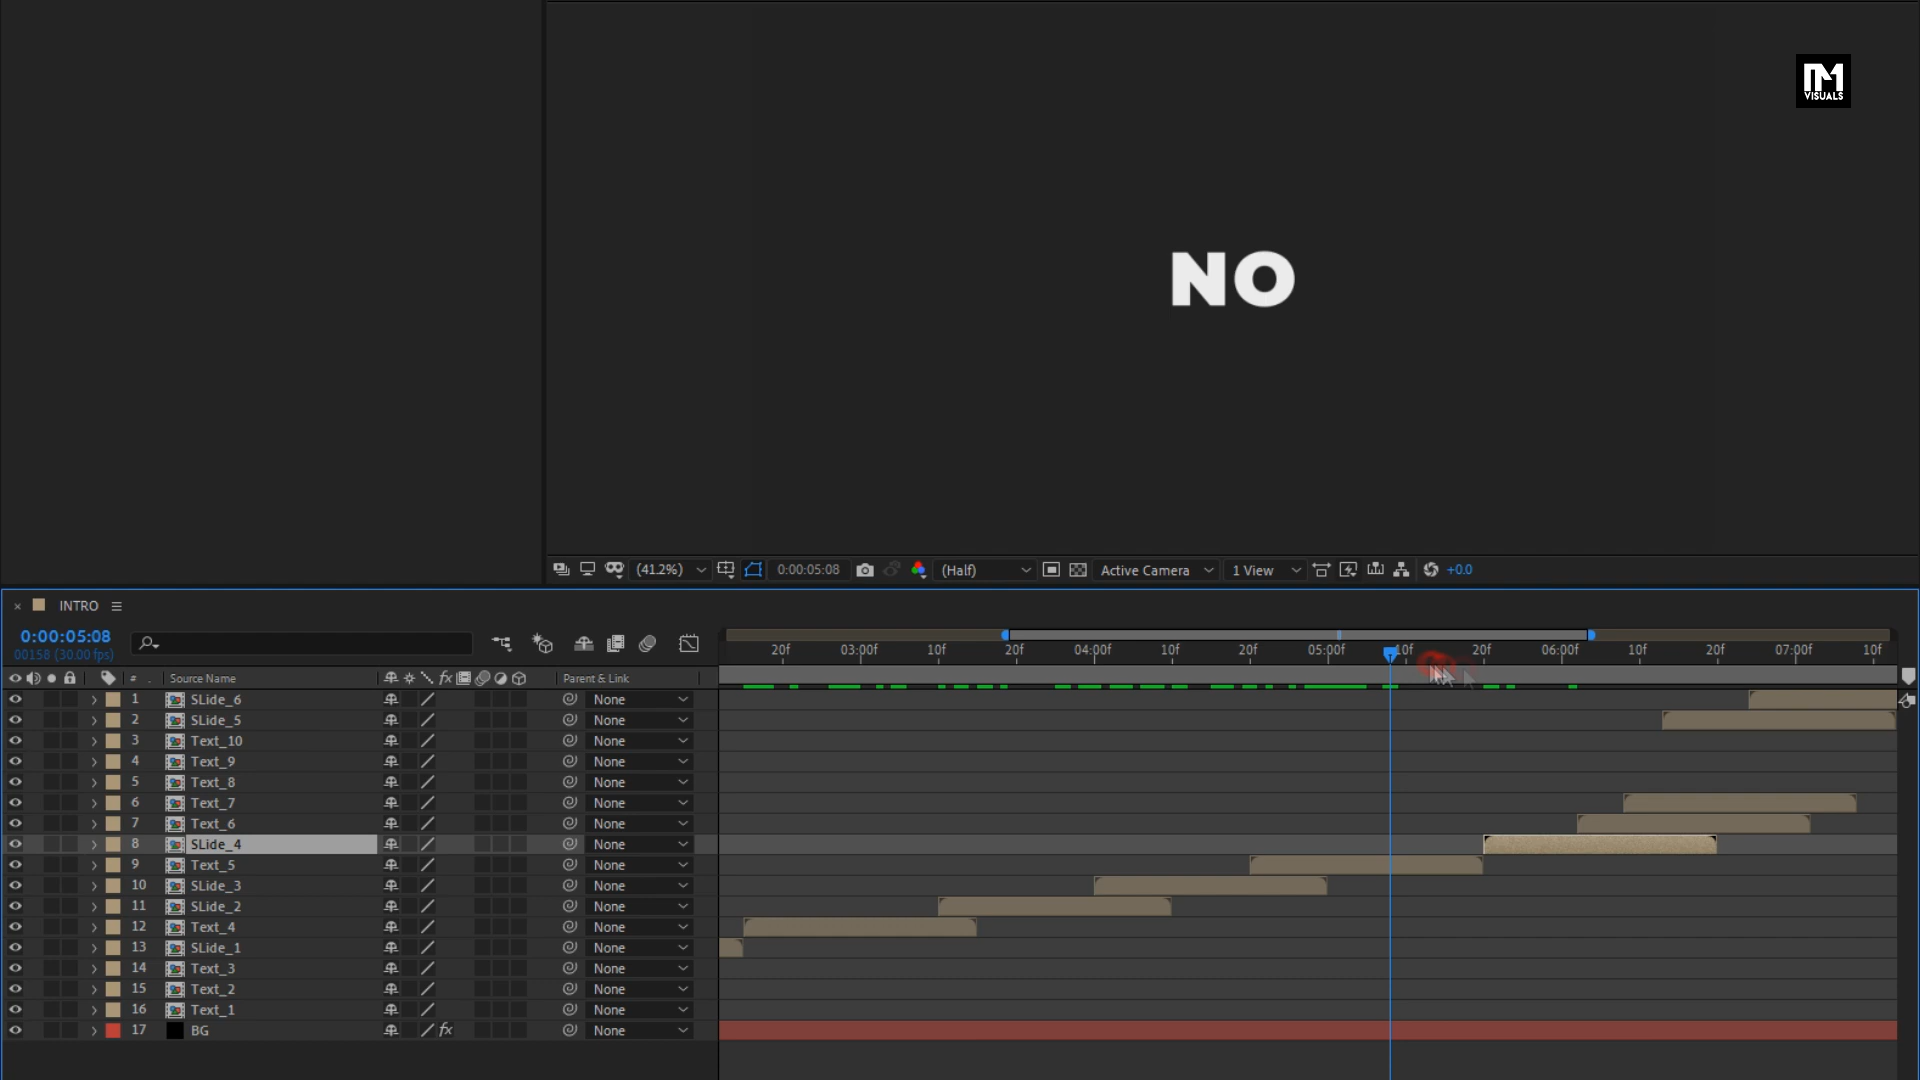 M
VISUALS
NO
(41.2%) 0:00:05:08 (Half) Active Camera 1 View +0.0
× INTRO
0:00:05:08
00158 (30.00 fps)
20f 03:00f 10f 20f 04:00f 10f 20f 05:00f 10f 20f 06:00f 10f 20f 07:00f 10f
# . Source Name fx Parent & Link
1 SLide_6 None
2 SLide_5 None
3 Text_10 None
4 Text_9 None
5 Text_8 None
6 Text_7 None
7 Text_6 None
8 SLide_4 None
9 Text_5 None
10 SLide_3 None
11 SLide_2 None
12 Text_4 None
13 SLide_1 None
14 Text_3 None
15 Text_2 None
16 Text_1 None
17 BG fx None